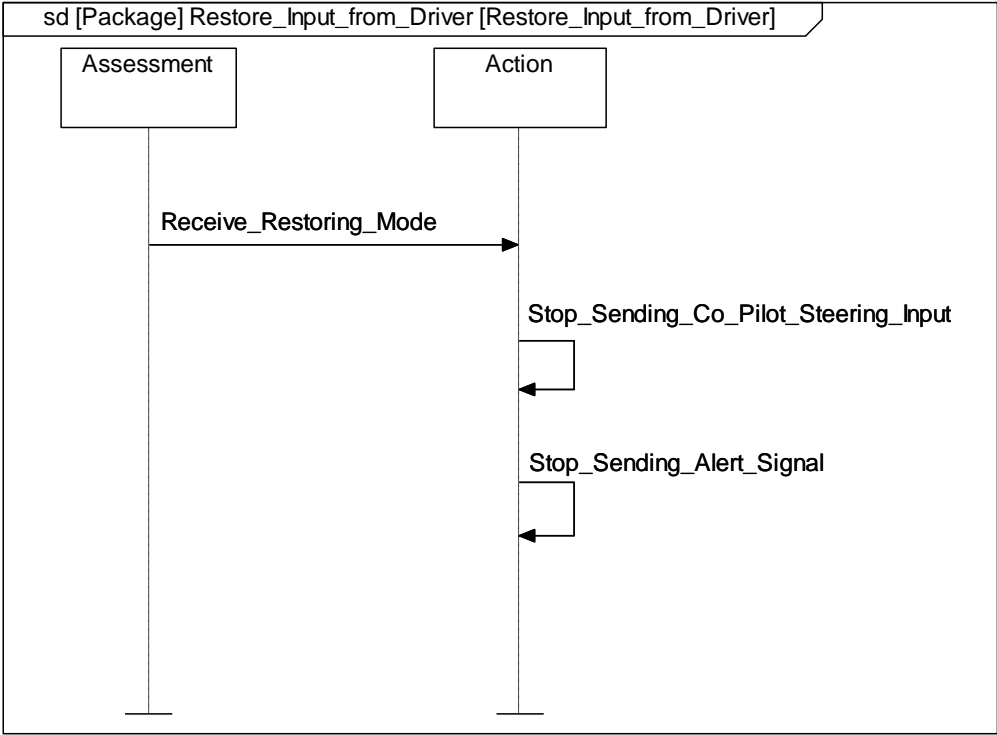 sd [Package] Restore_Input_from_Driver [Restore_Input_from_Driver]
Assessment
Action
Receive_Restoring_Mode
Stop_Sending_Co_Pilot_Steering_Input
Stop_Sending_Alert_Signal